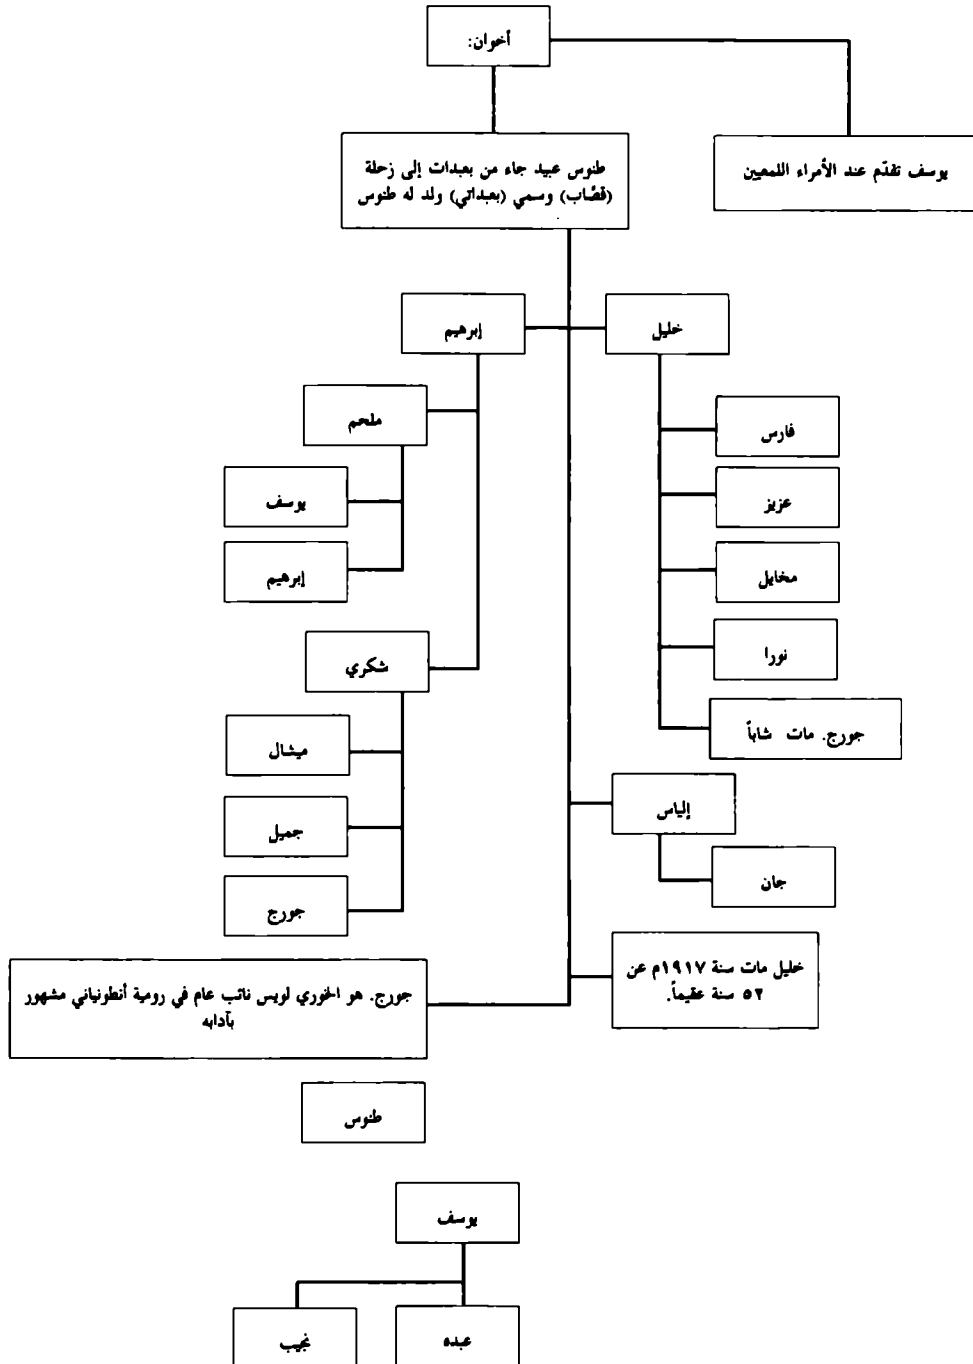 أخوان:
يوسف تقدّم عند الأمراء اللمعيين
طنوس عبيد جاء من بعبدات إلى زحلة
(قصّاب) وسمي (بعبداتي) ولد له طنوس
خليل
إبرهيم
فارس
ملحم
عزيز
يوسف
مخايل
إبرهيم
نورا
شكري
جورج. مات شاباً
ميشال
إلياس
جميل
جان
جورج
خليل مات سنة ١٩١٧م عن
٥٢ سنة عقيماً.
جورج. هو الخوري لويس نائب عام في رومية أنطونياني مشهور
بآدابه
طنوس
يوسف
عبده
نجيب